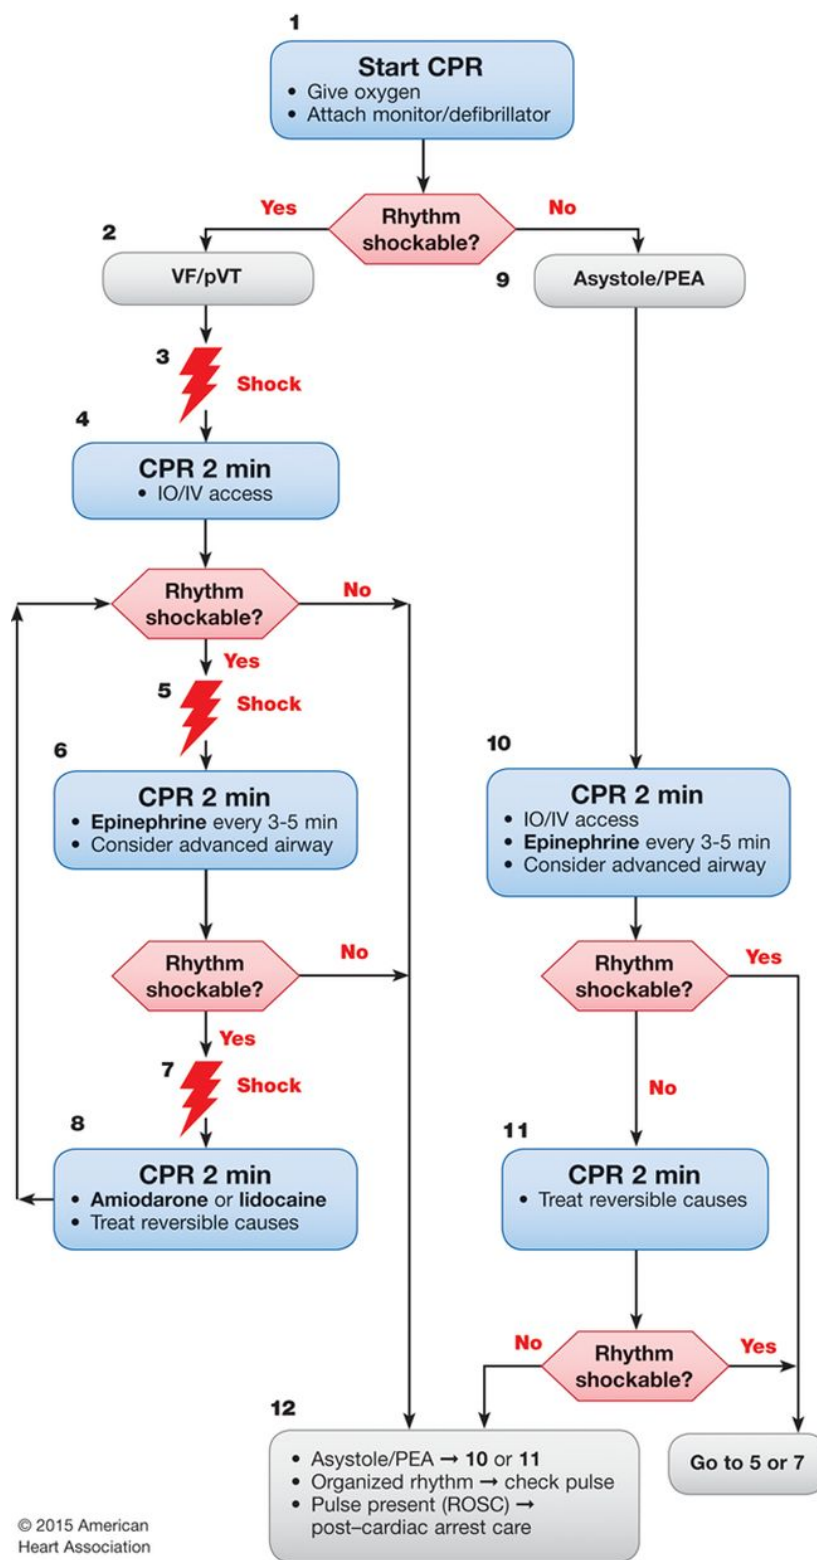 1
Start CPR
• Give oxygen
• Attach monitor/defibrillator
Rhythm
shockable?
Yes
No
2
VF/pVT
9
Asystole/PEA
3
Shock
4
CPR 2 min
• IO/IV access
Rhythm
shockable?
No
Yes
5
Shock
6
CPR 2 min
• Epinephrine every 3-5 min
• Consider advanced airway
10
CPR 2 min
• IO/IV access
• Epinephrine every 3-5 min
• Consider advanced airway
Rhythm
shockable?
No
Yes
Rhythm
shockable?
Yes
No
7
Shock
8
CPR 2 min
• Amiodarone or lidocaine
• Treat reversible causes
11
CPR 2 min
• Treat reversible causes
No
Rhythm
shockable?
Yes
12
• Asystole/PEA → 10 or 11
• Organized rhythm → check pulse
• Pulse present (ROSC) →
post–cardiac arrest care
Go to 5 or 7
© 2015 American
Heart Association